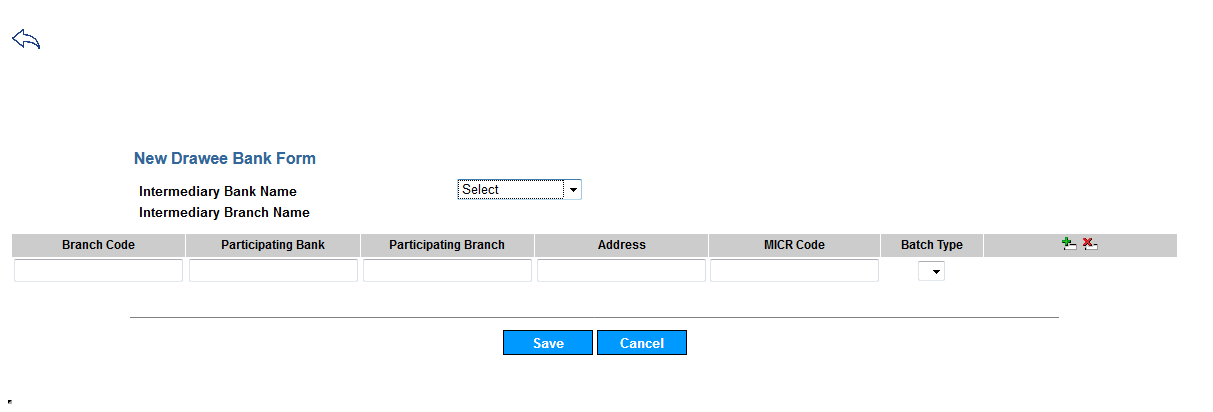 New Drawee Bank Form
Intermediary Bank Name Select
Intermediary Branch Name
Branch Code Participating Bank Participating Branch Address MICR Code Batch Type
Save Cancel